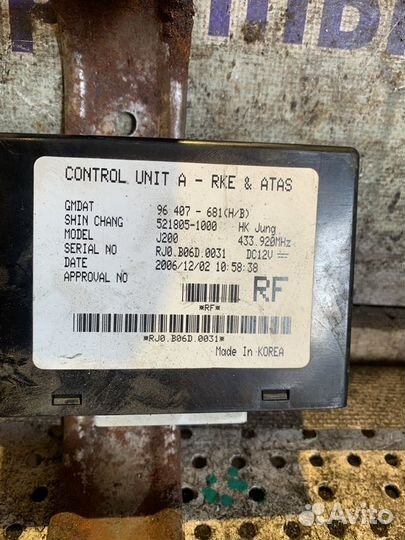 CONTROL UNIT A - RKE & ATAS
GMDAT 96 407 - 681(H/B)
SHIN CHANG 521805-1000 HK Jung
MODEL J200 433.920MHz
SERIAL NO RJ0.B06D.0031 DC12V
DATE 2006/12/02 10:58:38
APPROVAL NO
RF
*RF*
*RJ0.B06D.0031*
Made In KOREA
Avito